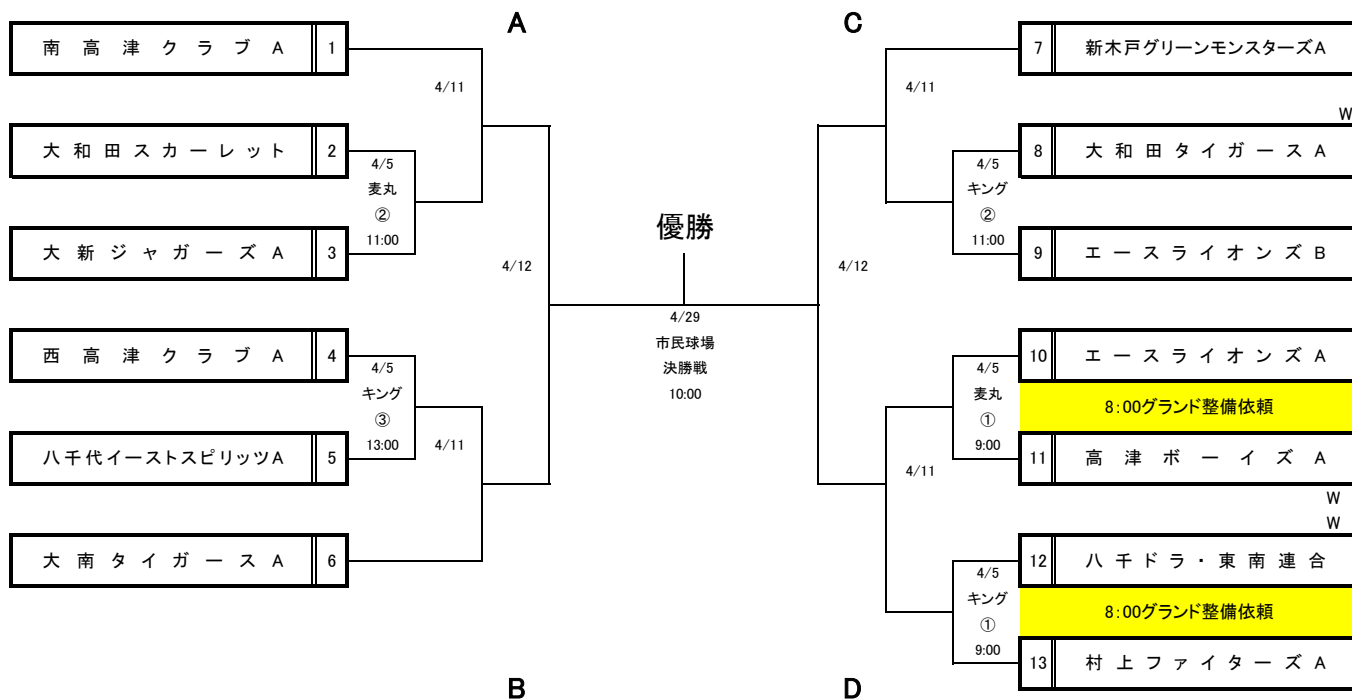 A
C
南高津クラブA 1
4/11
大和田スカーレット 2
4/5
麦丸
②
11:00
大新ジャガーズA 3
4/12
西高津クラブA 4
4/5
キング
③
13:00
八千代イーストスピリッツA 5
4/11
大南タイガースA 6
B
優勝
4/29
市民球場
決勝戦
10:00
7 新木戸グリーンモンスターズA
4/11
W
8 大和田タイガースA
4/5
キング
②
11:00
9 エースライオンズB
4/12
10 エースライオンズA
4/5
麦丸
①
9:00
8:00グランド整備依頼
11 高津ボーイズA
4/11
W
W
12 八千ドラ・東南連合
4/5
キング
①
9:00
8:00グランド整備依頼
13 村上ファイターズA
D